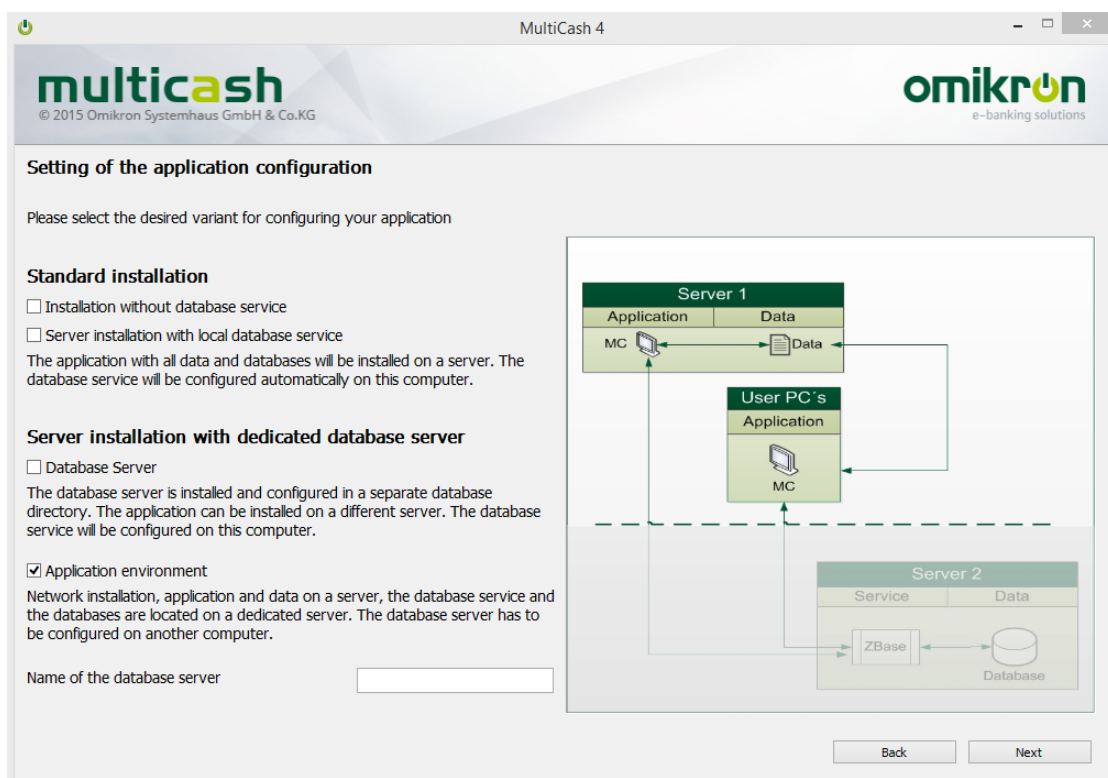 MultiCash 4
multicash
© 2015 Omikron Systemhaus GmbH & Co.KG
omikron
e-banking solutions
Setting of the application configuration
Please select the desired variant for configuring your application
Standard installation
Installation without database service
Server installation with local database service
The application with all data and databases will be installed on a server. The
database service will be configured automatically on this computer.
Server installation with dedicated database server
Database Server
The database server is installed and configured in a separate database
directory. The application can be installed on a different server. The database
service will be configured on this computer.
Application environment
Network installation, application and data on a server, the database service and
the databases are located on a dedicated server. The database server has to
be configured on another computer.
Name of the database server
Server 1
Application Data
MC Data
User PC´s
Application
MC
Server 2
Service Data
ZBase
Database
Back Next